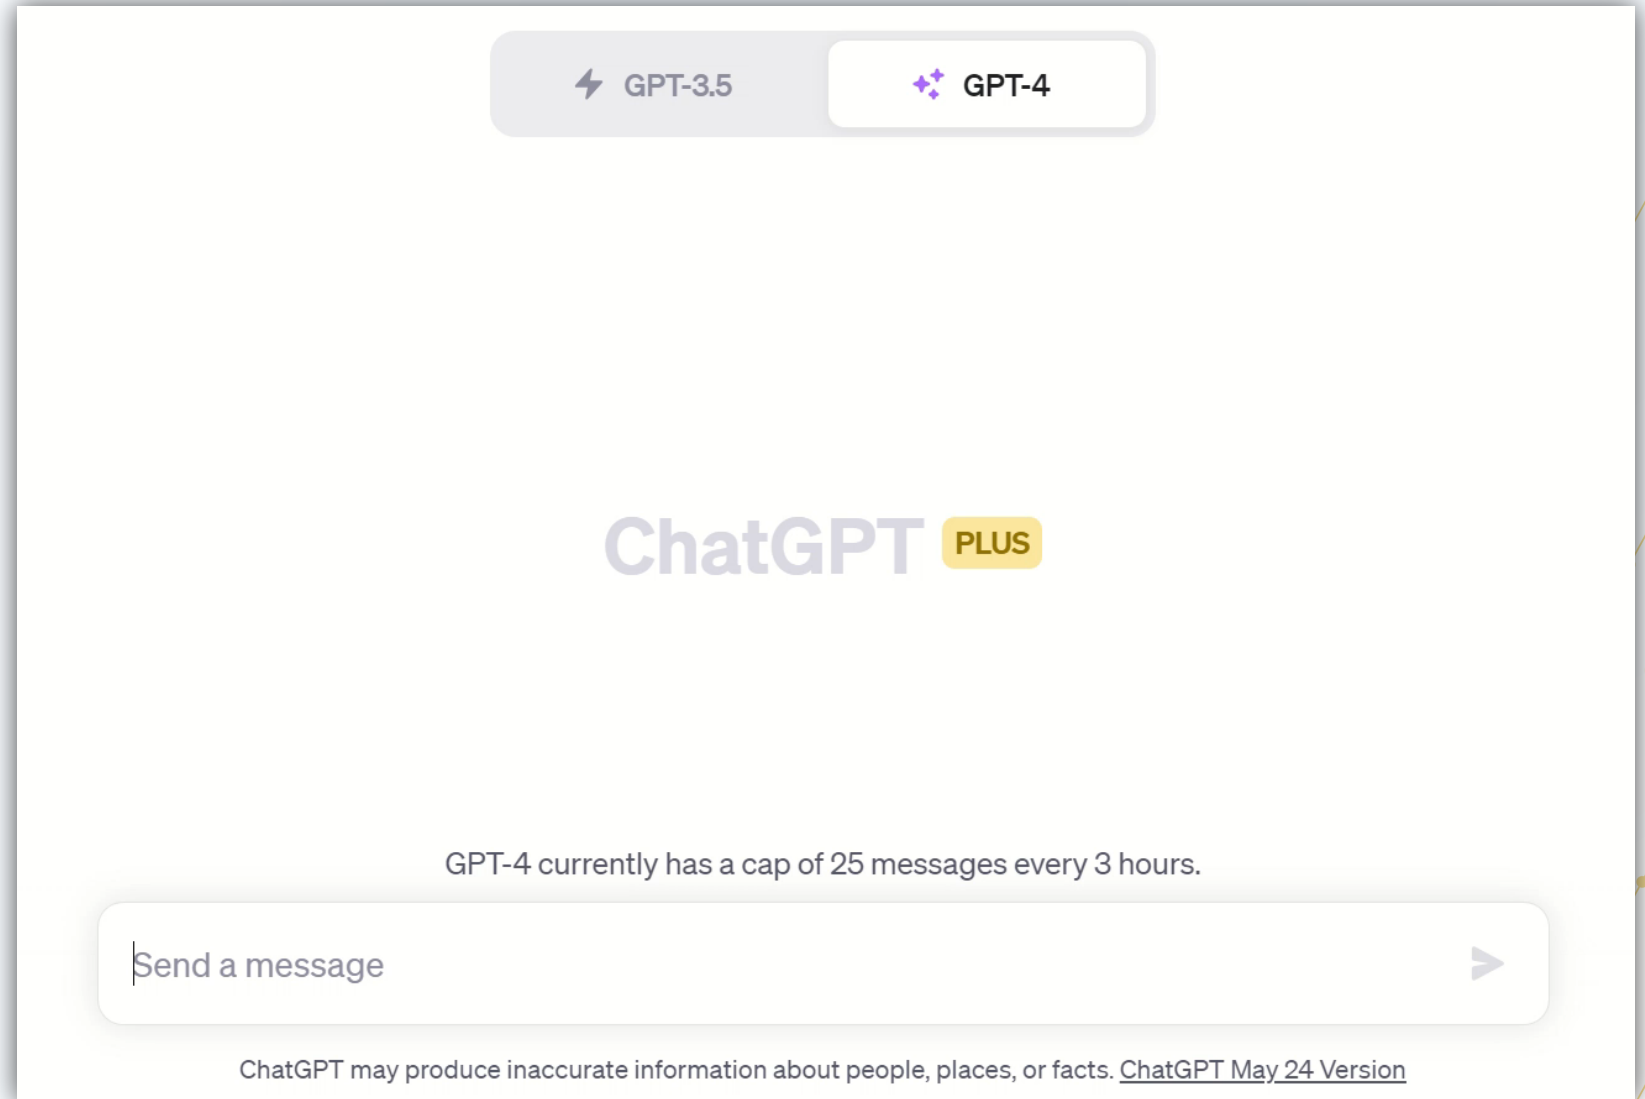 GPT-3.5 GPT-4
ChatGPT PLUS
GPT-4 currently has a cap of 25 messages every 3 hours.
Send a message
ChatGPT may produce inaccurate information about people, places, or facts. ChatGPT May 24 Version